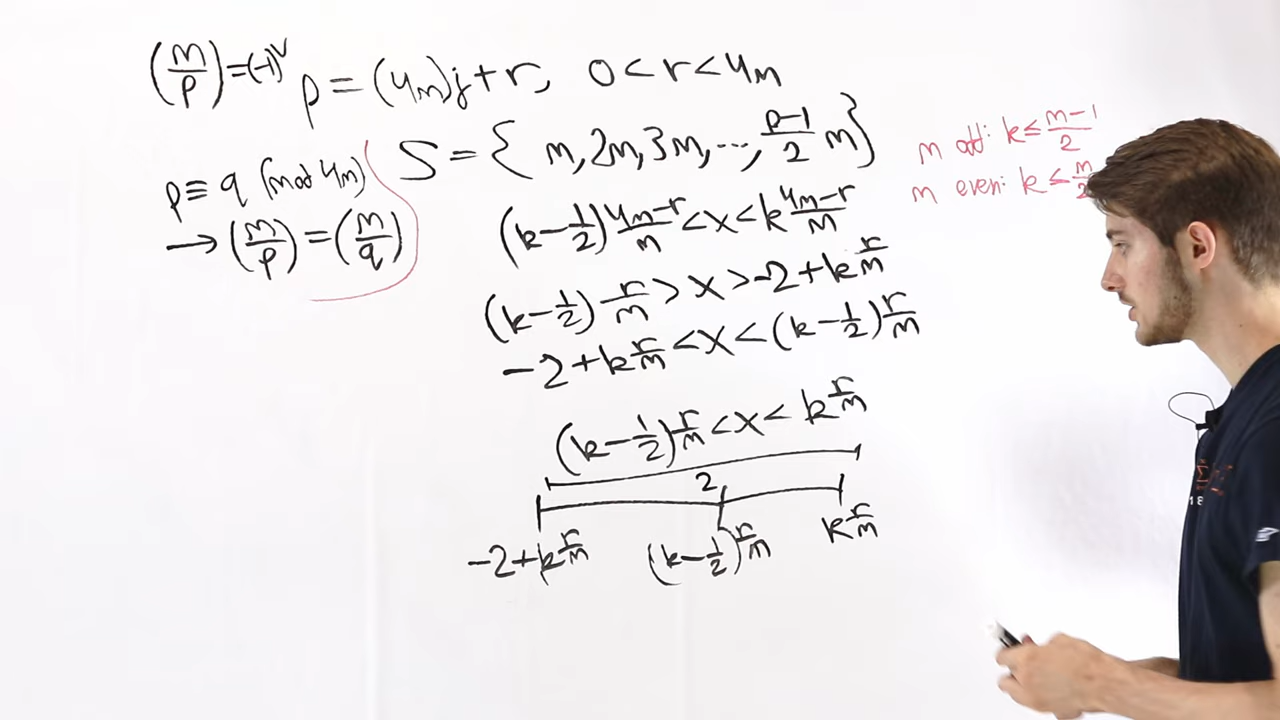 (m/p) = (-1)^ν
p = (4m)j + r, 0 < r < 4m
S = { m, 2m, 3m, ..., (p-1)/2 m }
m odd: k ≤ (m-1)/2
m even: k ≤ m/2
p ≡ q (mod 4m)
→ (m/p) = (m/q)
(k - 1/2) (4m-r)/m < x < k (4m-r)/m
(k - 1/2) - r/m > x > -2 + k r/m
-2 + k r/m < x < (k - 1/2) r/m
(k - 1/2) r/m < x < k r/m
2
-2 + k r/m (k - 1/2) r/m k r/m